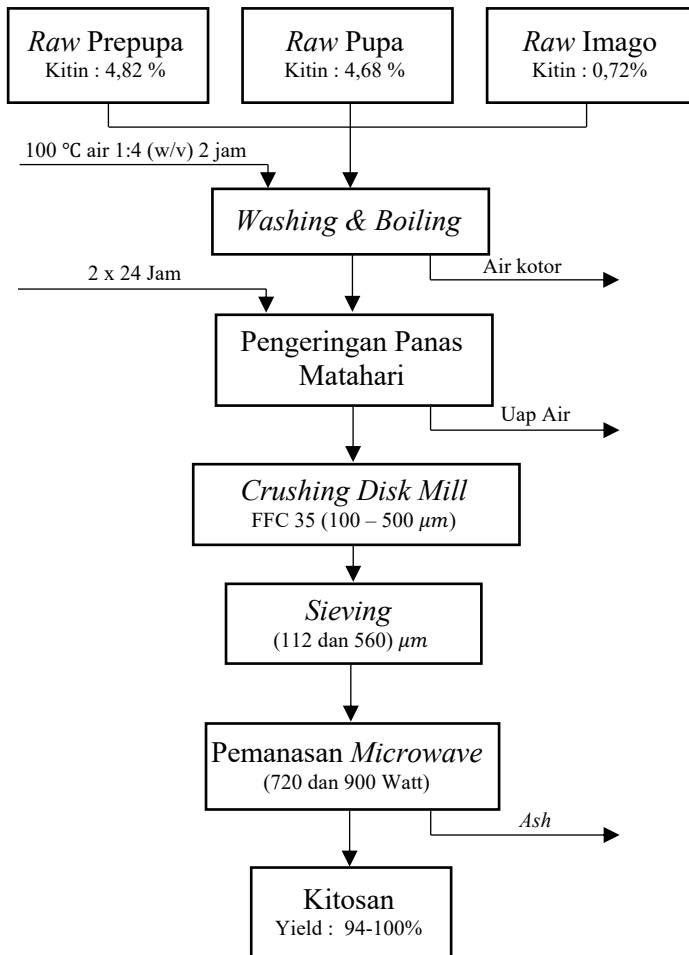 Raw Prepupa
Kitin : 4,82 %
Raw Pupa
Kitin : 4,68 %
Raw Imago
Kitin : 0,72%
100 ℃ air 1:4 (w/v) 2 jam
Washing & Boiling
Air kotor
2 x 24 Jam
Pengeringan Panas
Matahari
Uap Air
Crushing Disk Mill
FFC 35 (100 – 500 μm)
Sieving
(112 dan 560) μm
Pemanasan Microwave
(720 dan 900 Watt)
Ash
Kitosan
Yield : 94-100%